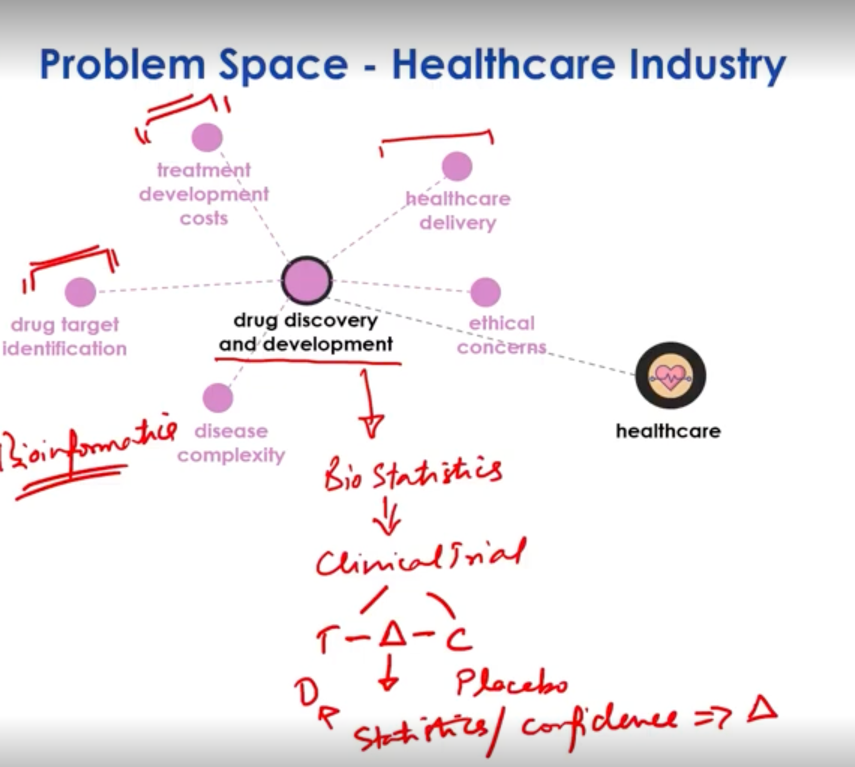 Problem Space - Healthcare Industry
treatment
development
costs
healthcare
delivery
drug target
identification
drug discovery
and development
ethical
concerns
healthcare
disease
complexity
Bioinformatics
Bio Statistics
Clinical Trial
T - Δ - C
D
R
Placebo
Statistics / confidence => Δ